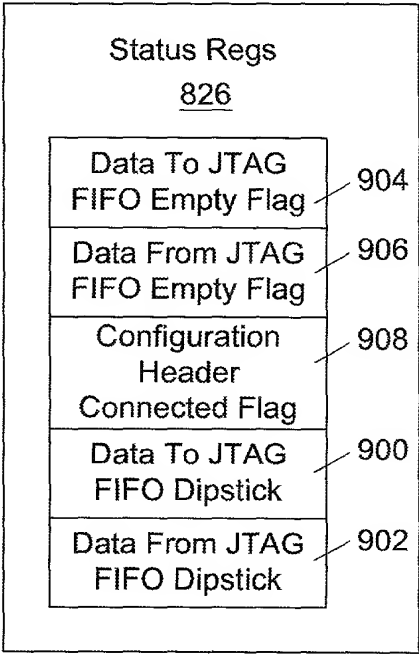 Status Regs
826
Data To JTAG
FIFO Empty Flag
904
Data From JTAG
FIFO Empty Flag
906
Configuration
Header
Connected Flag
908
Data To JTAG
FIFO Dipstick
900
Data From JTAG
FIFO Dipstick
902